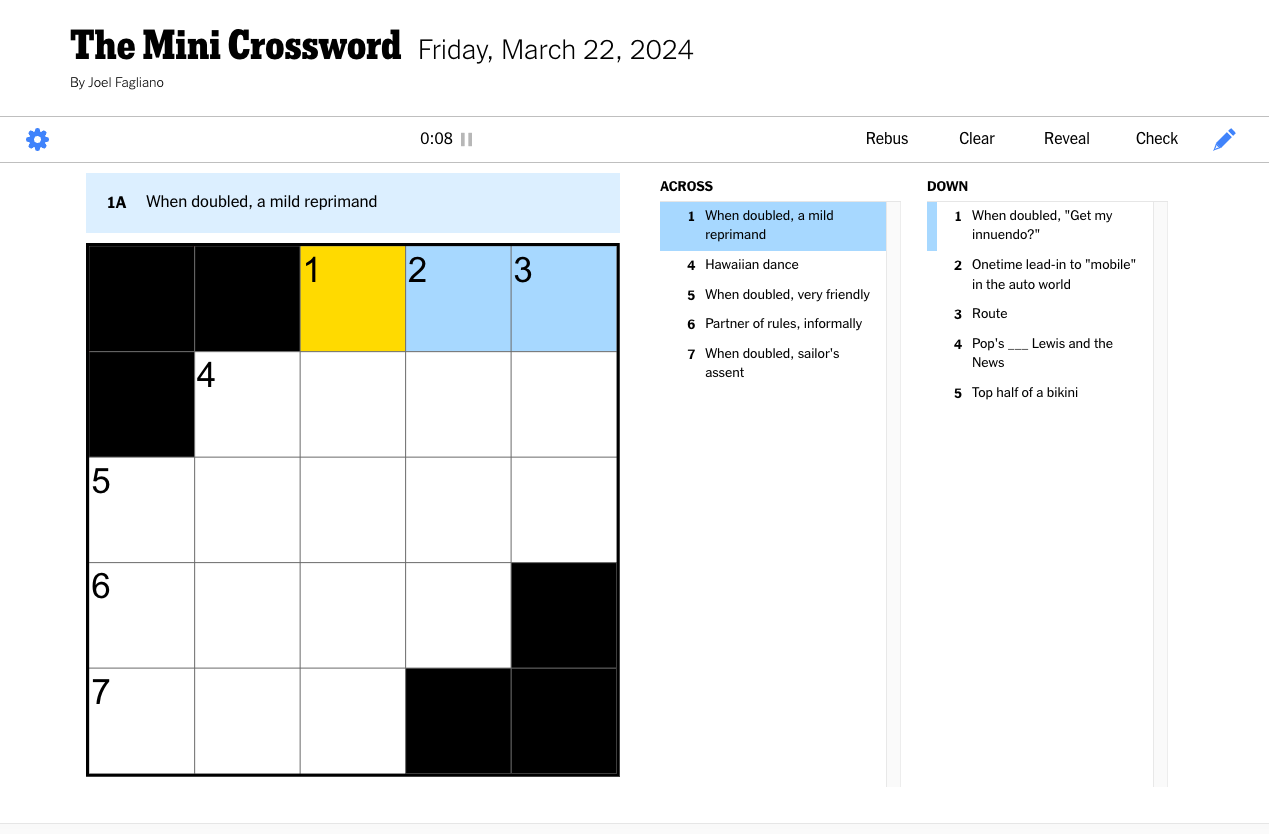 The Mini Crossword Friday, March 22, 2024
By Joel Fagliano
0:08 Rebus Clear Reveal Check
1A When doubled, a mild reprimand
1 2 3
4
5
6
7
ACROSS
1 When doubled, a mild
reprimand
4 Hawaiian dance
5 When doubled, very friendly
6 Partner of rules, informally
7 When doubled, sailor's
assent
DOWN
1 When doubled, "Get my
innuendo?"
2 Onetime lead-in to "mobile"
in the auto world
3 Route
4 Pop's ___ Lewis and the
News
5 Top half of a bikini